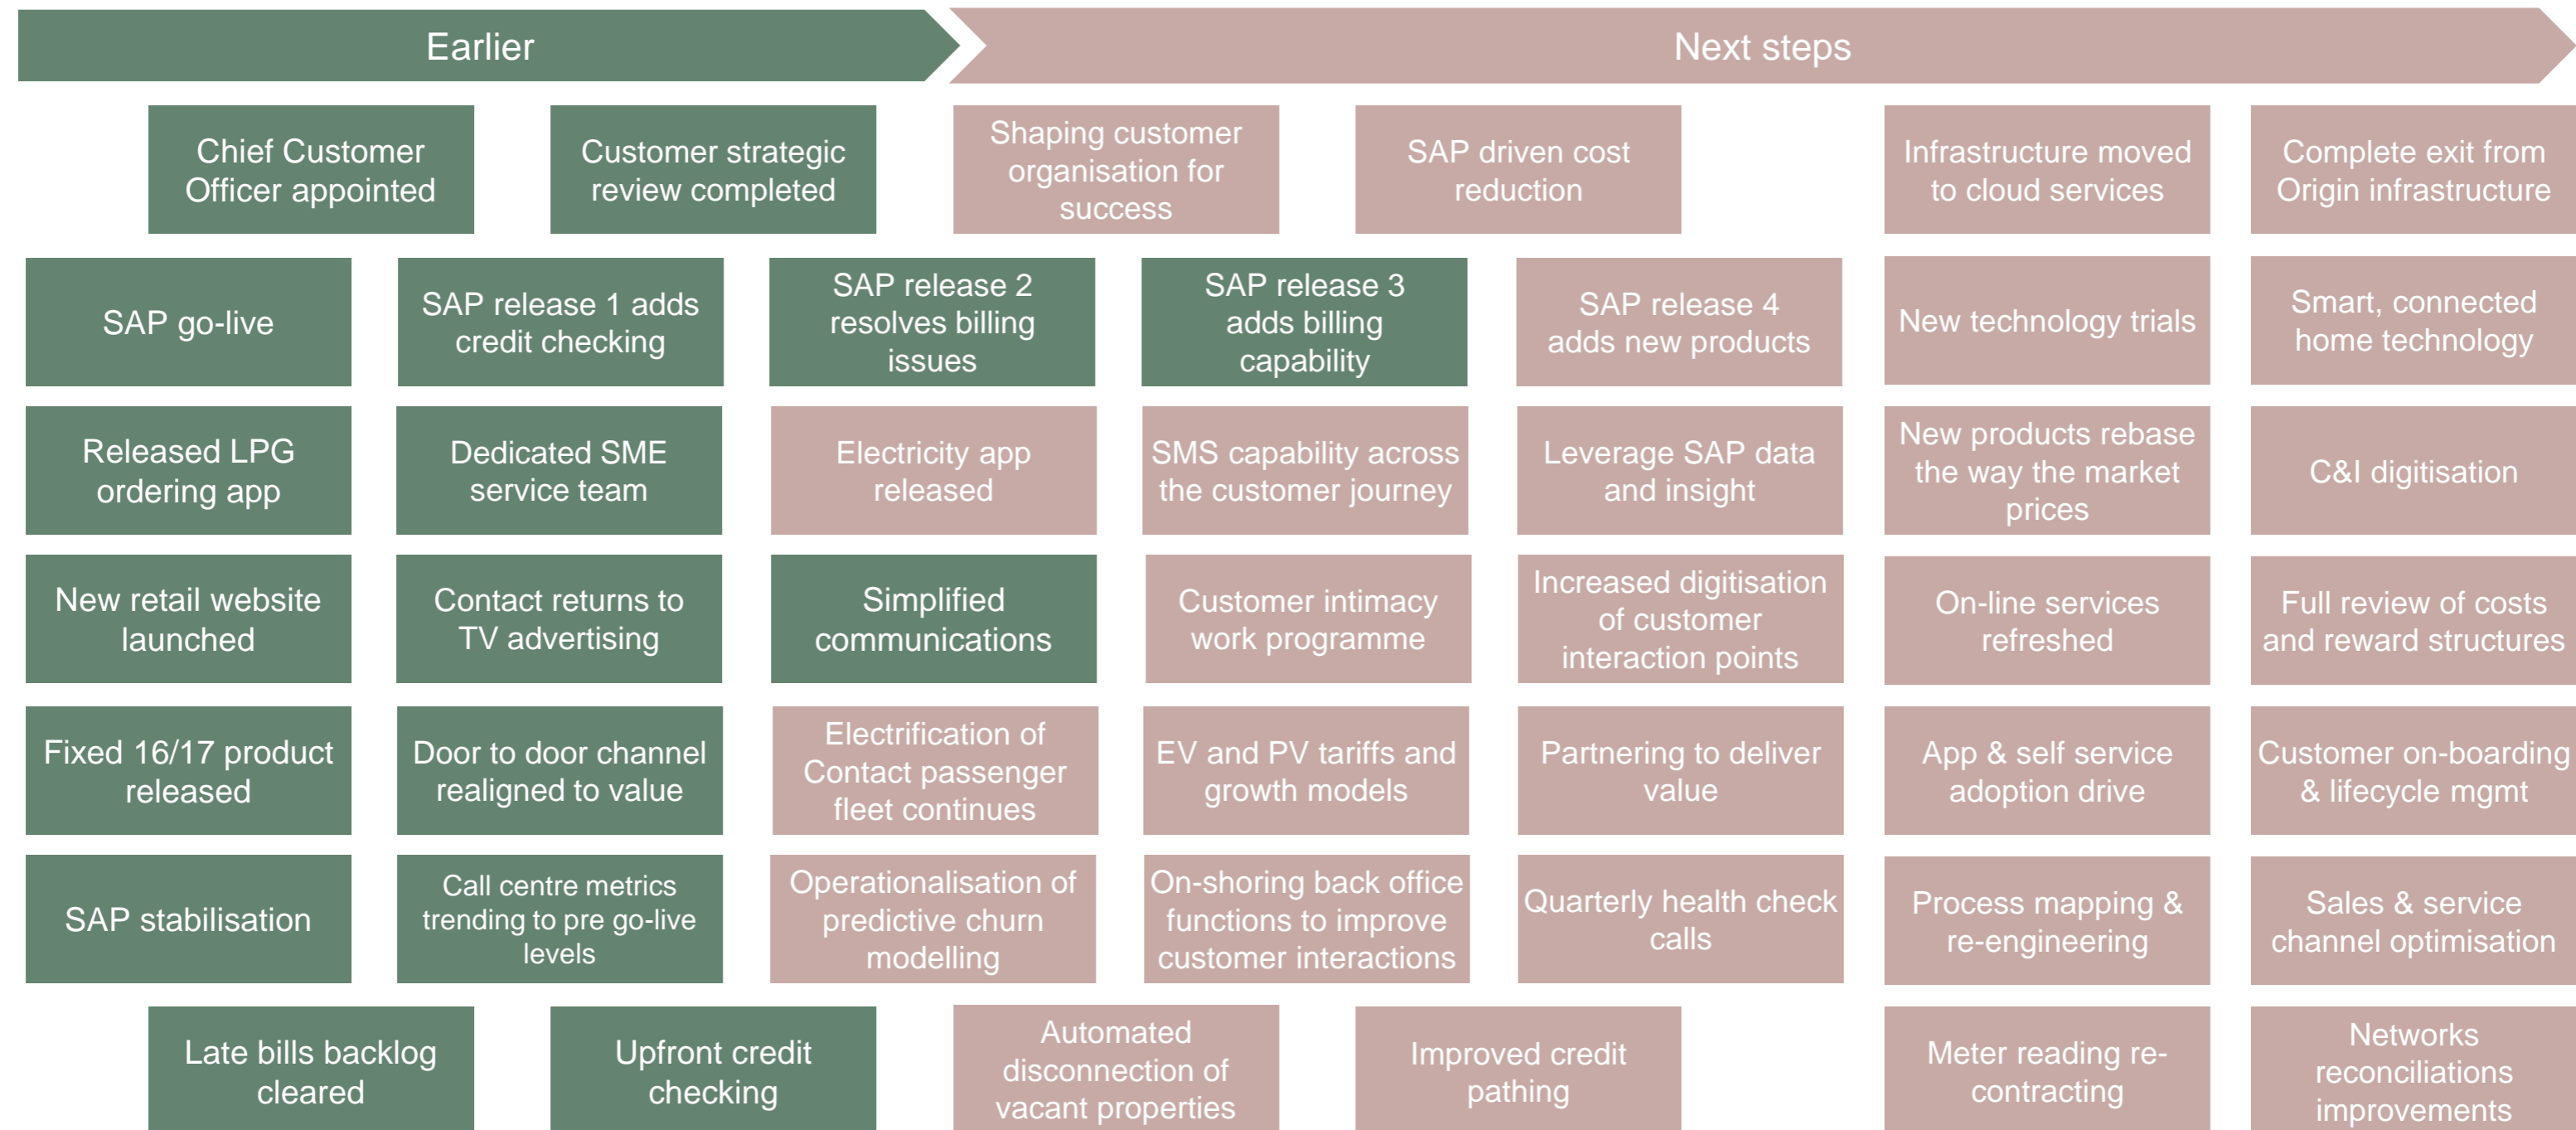 Earlier
Next steps
Chief Customer
Officer appointed
Customer strategic
review completed
Shaping customer
organisation for
success
SAP driven cost
reduction
Infrastructure moved
to cloud services
Complete exit from
Origin infrastructure
SAP go-live
SAP release 1 adds
credit checking
SAP release 2
resolves billing
issues
SAP release 3
adds billing
capability
SAP release 4
adds new products
New technology trials
Smart, connected
home technology
Released LPG
ordering app
Dedicated SME
service team
Electricity app
released
SMS capability across
the customer journey
Leverage SAP data
and insight
New products rebase
the way the market
prices
C&I digitisation
New retail website
launched
Contact returns to
TV advertising
Simplified
communications
Customer intimacy
work programme
Increased digitisation
of customer
interaction points
On-line services
refreshed
Full review of costs
and reward structures
Fixed 16/17 product
released
Door to door channel
realigned to value
Electrification of
Contact passenger
fleet continues
EV and PV tariffs and
growth models
Partnering to deliver
value
App & self service
adoption drive
Customer on-boarding
& lifecycle mgmt
SAP stabilisation
Call centre metrics
trending to pre go-live
levels
Operationalisation of
predictive churn
modelling
On-shoring back office
functions to improve
customer interactions
Quarterly health check
calls
Process mapping &
re-engineering
Sales & service
channel optimisation
Late bills backlog
cleared
Upfront credit
checking
Automated
disconnection of
vacant properties
Improved credit
pathing
Meter reading re-
contracting
Networks
reconciliations
improvements